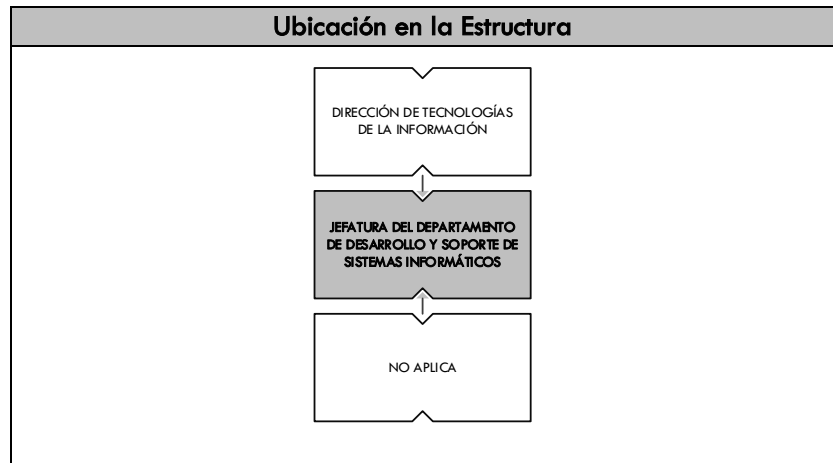 Ubicación en la Estructura
DIRECCIÓN DE TECNOLOGÍAS
DE LA INFORMACIÓN
JEFATURA DEL DEPARTAMENTO
DE DESARROLLO Y SOPORTE DE
SISTEMAS INFORMÁTICOS
NO APLICA